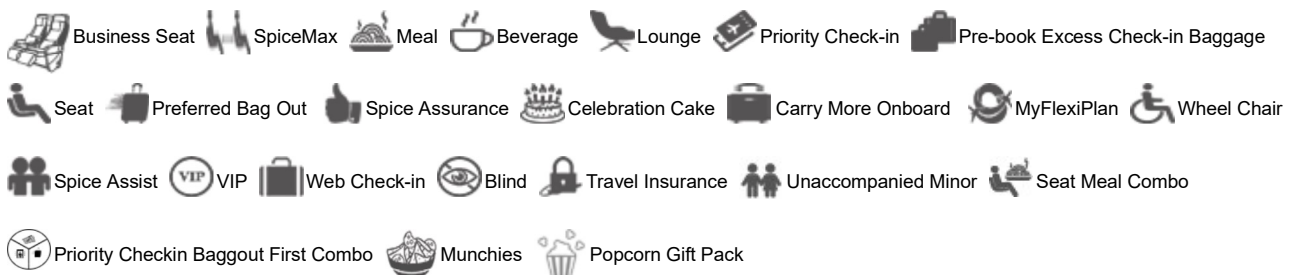 Business Seat SpiceMax Meal Beverage Lounge Priority Check-in Pre-book Excess Check-in Baggage
Seat Preferred Bag Out Spice Assurance Celebration Cake Carry More Onboard MyFlexiPlan Wheel Chair
Spice Assist VIP VIP Web Check-in Blind Travel Insurance Unaccompanied Minor Seat Meal Combo
Priority Checkin Baggout First Combo Munchies Popcorn Gift Pack